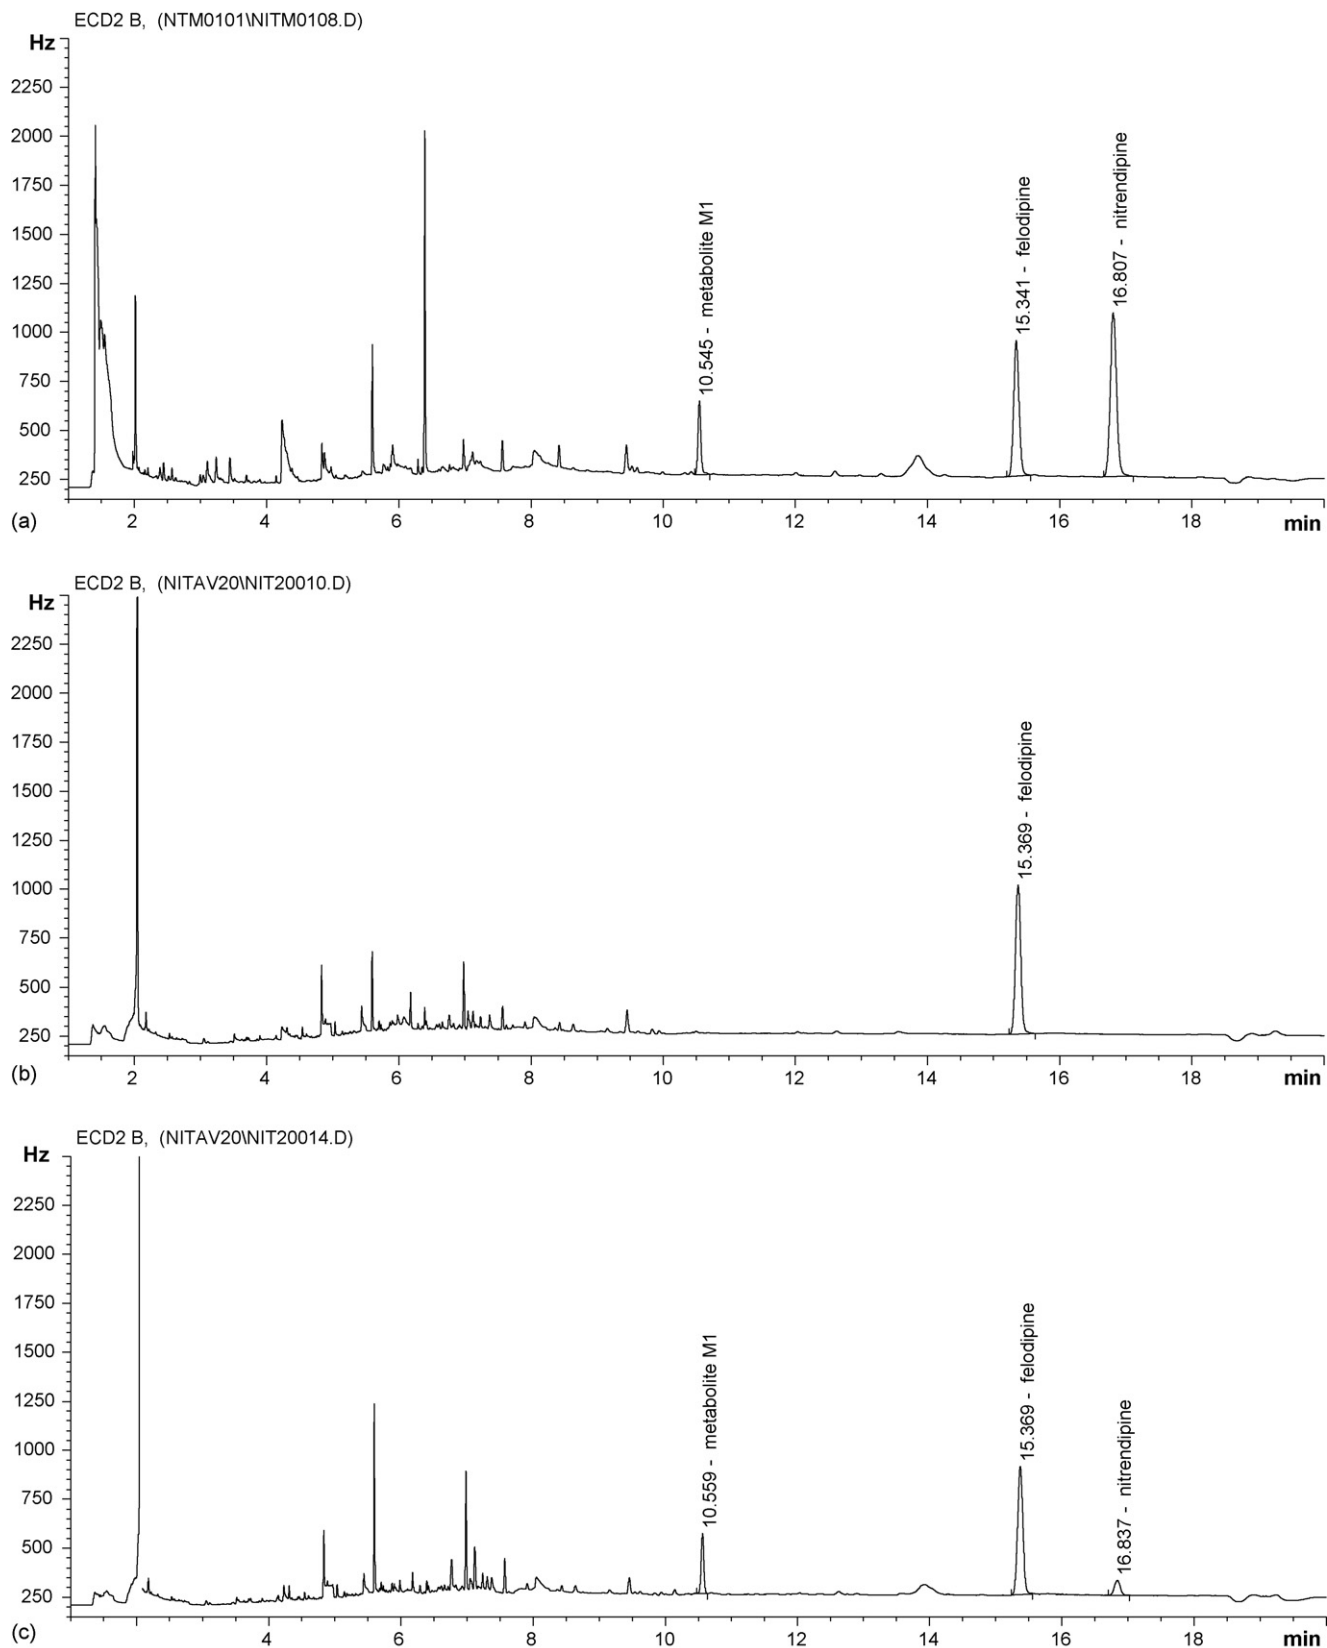 ECD2 B, (NTM0101\NITM0108.D)
Hz
2250
2000
1750
1500
1250
1000
750
500
250
10.545 - metabolite M1
15.341 - felodipine
16.807 - nitrendipine
2 4 6 8 10 12 14 16 18 min
(a)
ECD2 B, (NITAV20\NIT20010.D)
Hz
2250
2000
1750
1500
1250
1000
750
500
250
15.369 - felodipine
2 4 6 8 10 12 14 16 18 min
(b)
ECD2 B, (NITAV20\NIT20014.D)
Hz
2250
2000
1750
1500
1250
1000
750
500
250
10.559 - metabolite M1
15.369 - felodipine
16.837 - nitrendipine
4 6 8 10 12 14 16 18 min
(c)